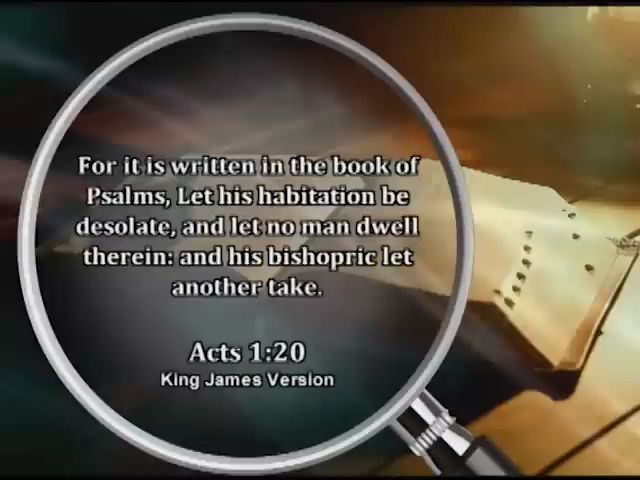 For it is written in the book of
Psalms, Let his habitation be
desolate, and let no man dwell
therein: and his bishopric let
another take.
Acts 1:20
King James Version